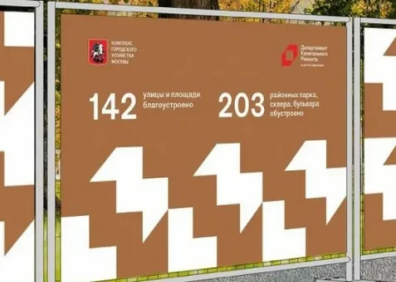 КОМПЛЕКС
ГОРОДСКОГО
ХОЗЯЙСТВА
МОСКВЫ
Департамент
Капитального
Ремонта
142
улицы и площади
благоустроено
203
районных парка,
сквера, бульвара
обустроено